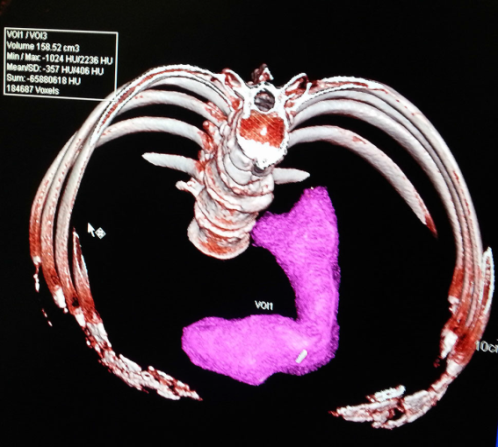 VOI1 / VOI3
Volume 158.52 cm3
Min / Max: -1024 HU/2236 HU
Mean/SD: -357 HU/406 HU
Sum: -65880618 HU
184687 Voxels
VOI1